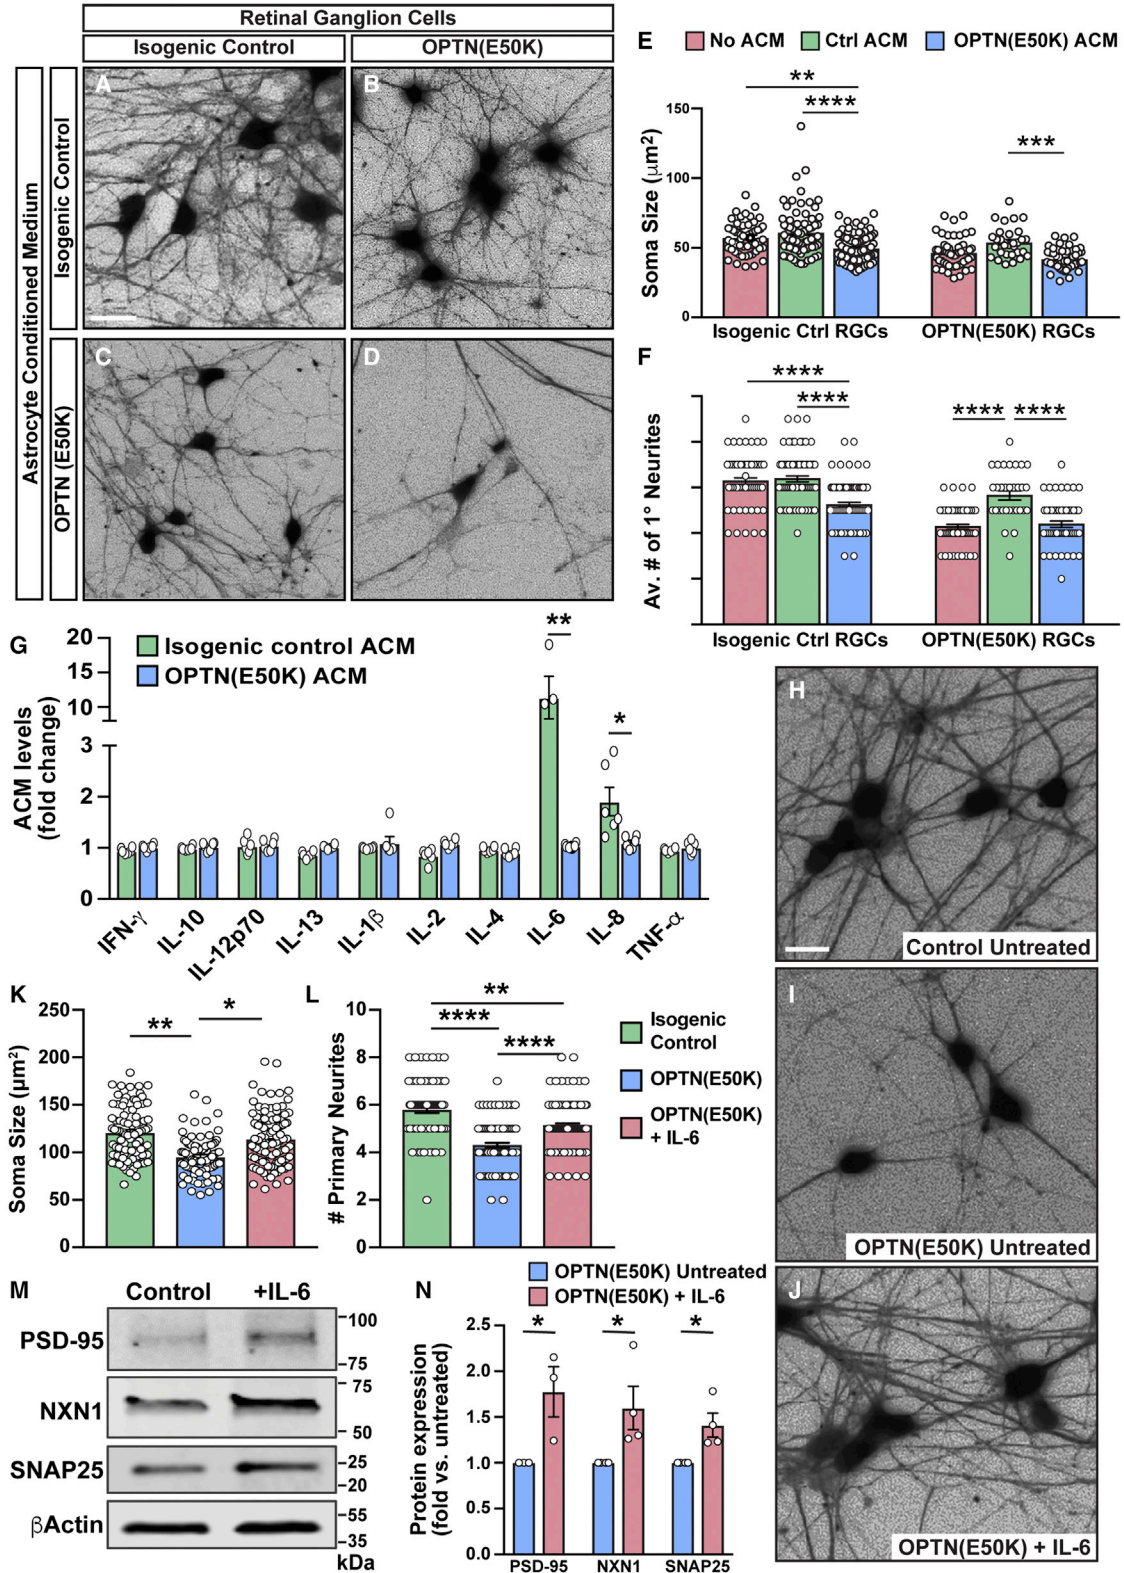 Retinal Ganglion Cells
Isogenic Control
OPTN(E50K)
Astrocyte Conditioned Medium
Isogenic Control
OPTN (E50K)
A
B
C
D
E
No ACM
Ctrl ACM
OPTN(E50K) ACM
**
****
***
Soma Size (μm2)
150
100
50
0
Isogenic Ctrl RGCs
OPTN(E50K) RGCs
F
****
****
****
****
Av. # of 1° Neurites
Isogenic Ctrl RGCs
OPTN(E50K) RGCs
G
Isogenic control ACM
OPTN(E50K) ACM
**
*
ACM levels
(fold change)
20
15
10
3
2
1
0
IFN-γ
IL-10
IL-12p70
IL-13
IL-1β
IL-2
IL-4
IL-6
IL-8
TNF-α
H
Control Untreated
I
OPTN(E50K) Untreated
J
OPTN(E50K) + IL-6
K
**
*
Soma Size (μm²)
250
200
150
100
50
0
L
**
****
****
# Primary Neurites
10
8
6
4
2
0
Isogenic
Control
OPTN(E50K)
OPTN(E50K)
+ IL-6
M
Control
+IL-6
PSD-95
100
75
NXN1
75
50
SNAP25
25
20
βActin
55
35
kDa
N
OPTN(E50K) Untreated
OPTN(E50K) + IL-6
*
*
*
Protein expression
(fold vs. untreated)
2.5
2.0
1.5
1.0
0.5
0.0
PSD-95
NXN1
SNAP25